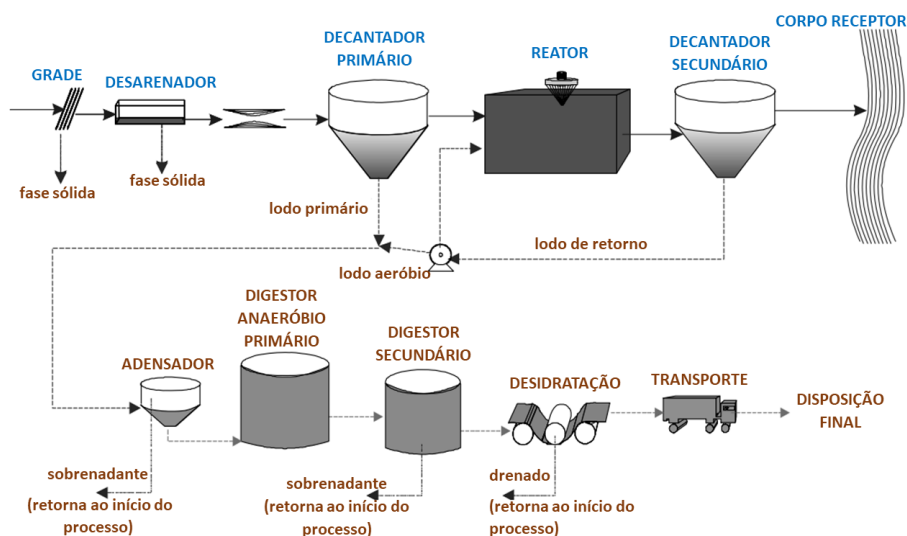 CORPO RECEPTOR
DECANTADOR
PRIMÁRIO
REATOR
DECANTADOR
SECUNDÁRIO
GRADE
DESARENADOR
fase sólida
fase sólida
lodo primário
lodo de retorno
lodo aeróbio
DIGESTOR
ANAERÓBIO
PRIMÁRIO
DIGESTOR
SECUNDÁRIO
ADENSADOR
DESIDRATAÇÃO
TRANSPORTE
DISPOSIÇÃO
FINAL
sobrenadante
(retorna ao início do
processo)
sobrenadante
(retorna ao início do
processo)
drenado
(retorna ao início do
processo)